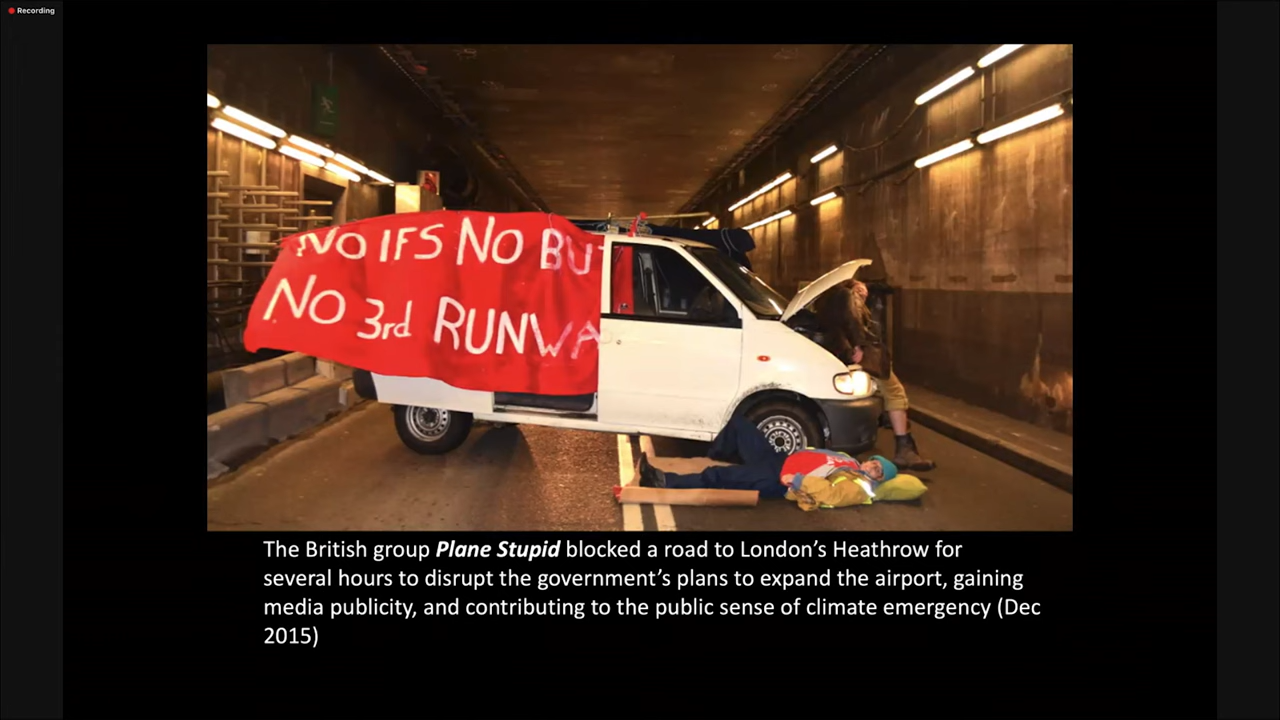 Recording
NO IFS NO BU
NO 3rd RUNWA
The British group Plane Stupid blocked a road to London’s Heathrow for
several hours to disrupt the government’s plans to expand the airport, gaining
media publicity, and contributing to the public sense of climate emergency (Dec
2015)